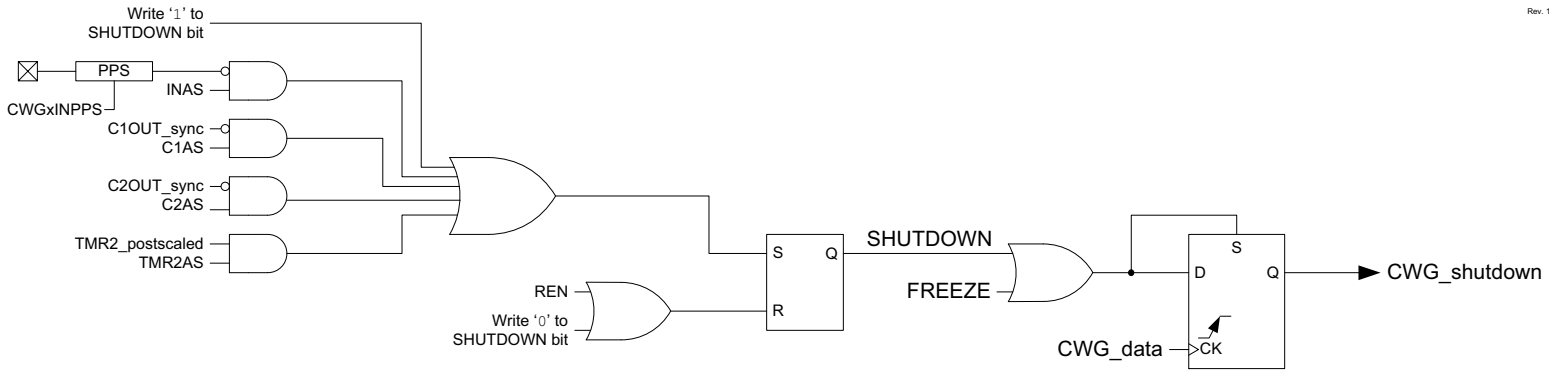 Rev. 1
Write ‘1’ to
SHUTDOWN bit
PPS
INAS
CWGxINPPS
C1OUT_sync
C1AS
C2OUT_sync
C2AS
TMR2_postscaled
TMR2AS
REN
Write ‘0’ to
SHUTDOWN bit
S
Q
R
SHUTDOWN
FREEZE
S
D
Q
CK
CWG_data
CWG_shutdown